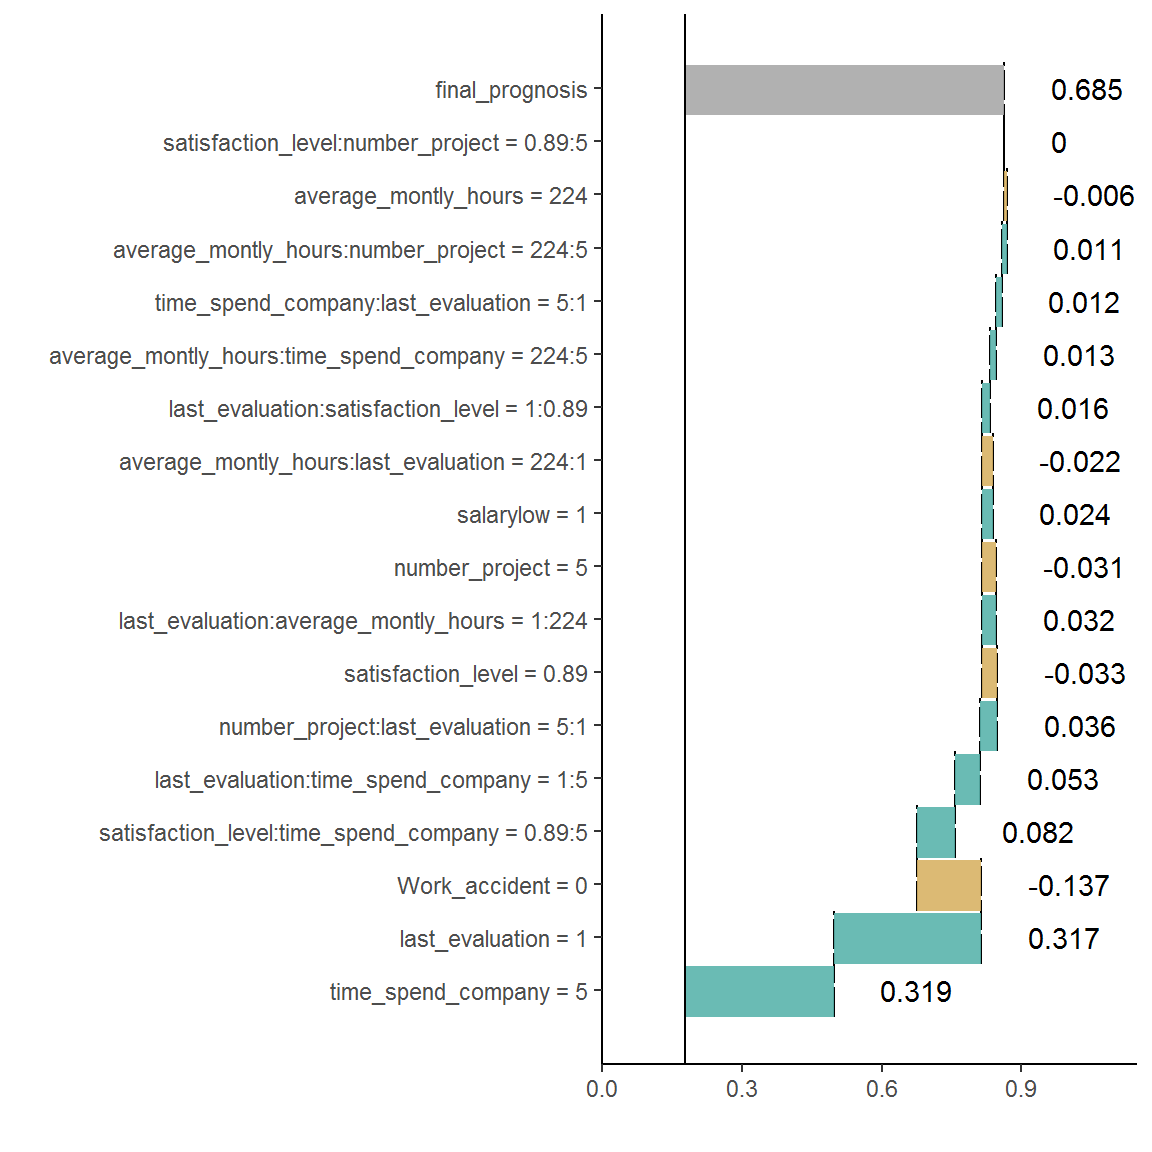 final_prognosis 0.685
satisfaction_level:number_project = 0.89:5 0
average_montly_hours = 224 -0.006
average_montly_hours:number_project = 224:5 0.011
time_spend_company:last_evaluation = 5:1 0.012
average_montly_hours:time_spend_company = 224:5 0.013
last_evaluation:satisfaction_level = 1:0.89 0.016
average_montly_hours:last_evaluation = 224:1 -0.022
salarylow = 1 0.024
number_project = 5 -0.031
last_evaluation:average_montly_hours = 1:224 0.032
satisfaction_level = 0.89 -0.033
number_project:last_evaluation = 5:1 0.036
last_evaluation:time_spend_company = 1:5 0.053
satisfaction_level:time_spend_company = 0.89:5 0.082
Work_accident = 0 -0.137
last_evaluation = 1 0.317
time_spend_company = 5 0.319
0.0 0.3 0.6 0.9